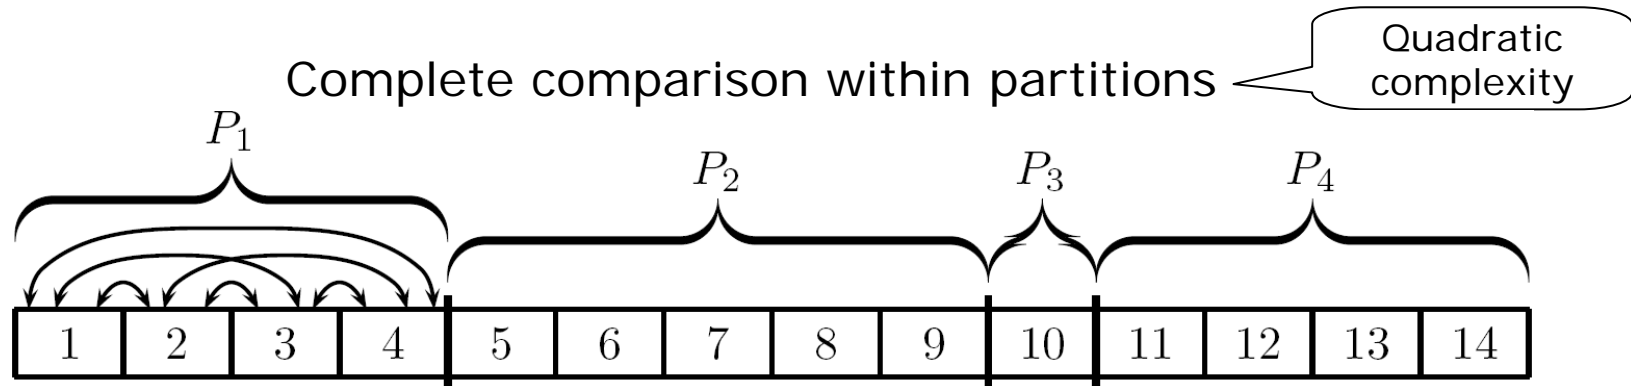 Quadratic
complexity
Complete comparison within partitions
P1
P2 P3 P4
1 2 3 4 5 6 7 8 9 10 11 12 13 14